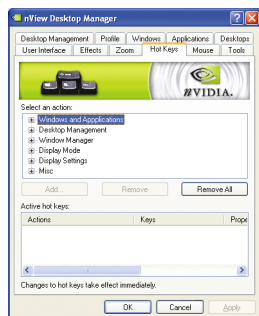 nView Desktop Manager
Desktop Management Profile Windows Applications Desktops
User Interface Effects Zoom Hot Keys Mouse Tools
nVIDIA.
Select an action:
Windows and Applications
Desktop Management
Window Manager
Display Mode
Display Settings
Misc
Add... Remove Remove All
Active hot keys:
Actions Keys Prope
Changes to hot keys take effect immediately.
OK Cancel Apply